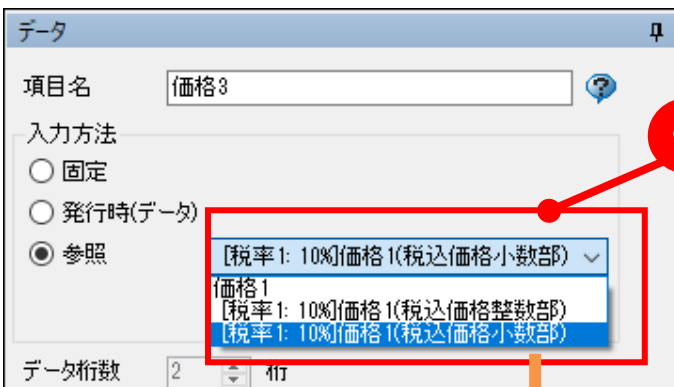 データ
項目名 価格3
入力方法
固定
発行時(データ)
参照 [税率1: 10%]価格1(税込価格小数部)
価格1
[税率1: 10%]価格1(税込価格整数部)
[税率1: 10%]価格1(税込価格小数部)
データ桁数 2 桁